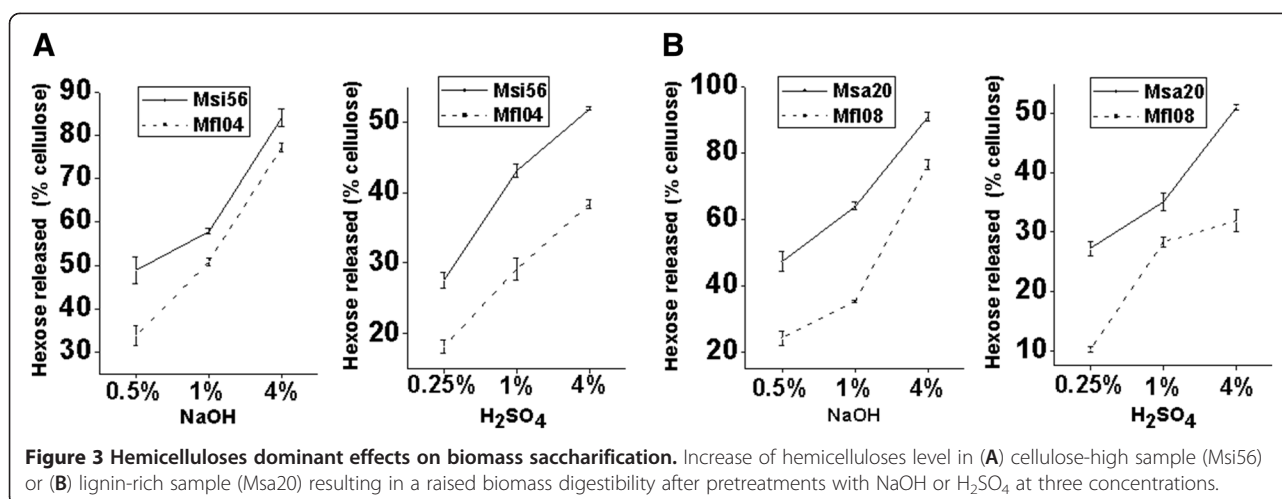 A
B
Msi56
Mfl04
Hexose released (% cellulose)
90
80
70
60
50
40
30
0.5% 1% 4%
NaOH
Msi56
Mfl04
Hexose released (% cellulose)
50
40
30
20
0.25% 1% 4%
H₂SO₄
Msa20
Mfl08
Hexose released (% cellulose)
100
80
60
40
20
0.5% 1% 4%
NaOH
Msa20
Mfl08
Hexose released (% cellulose)
50
40
30
20
10
0.25% 1% 4%
H₂SO₄
Figure 3 Hemicelluloses dominant effects on biomass saccharification. Increase of hemicelluloses level in (A) cellulose-high sample (Msi56)
or (B) lignin-rich sample (Msa20) resulting in a raised biomass digestibility after pretreatments with NaOH or H₂SO₄ at three concentrations.